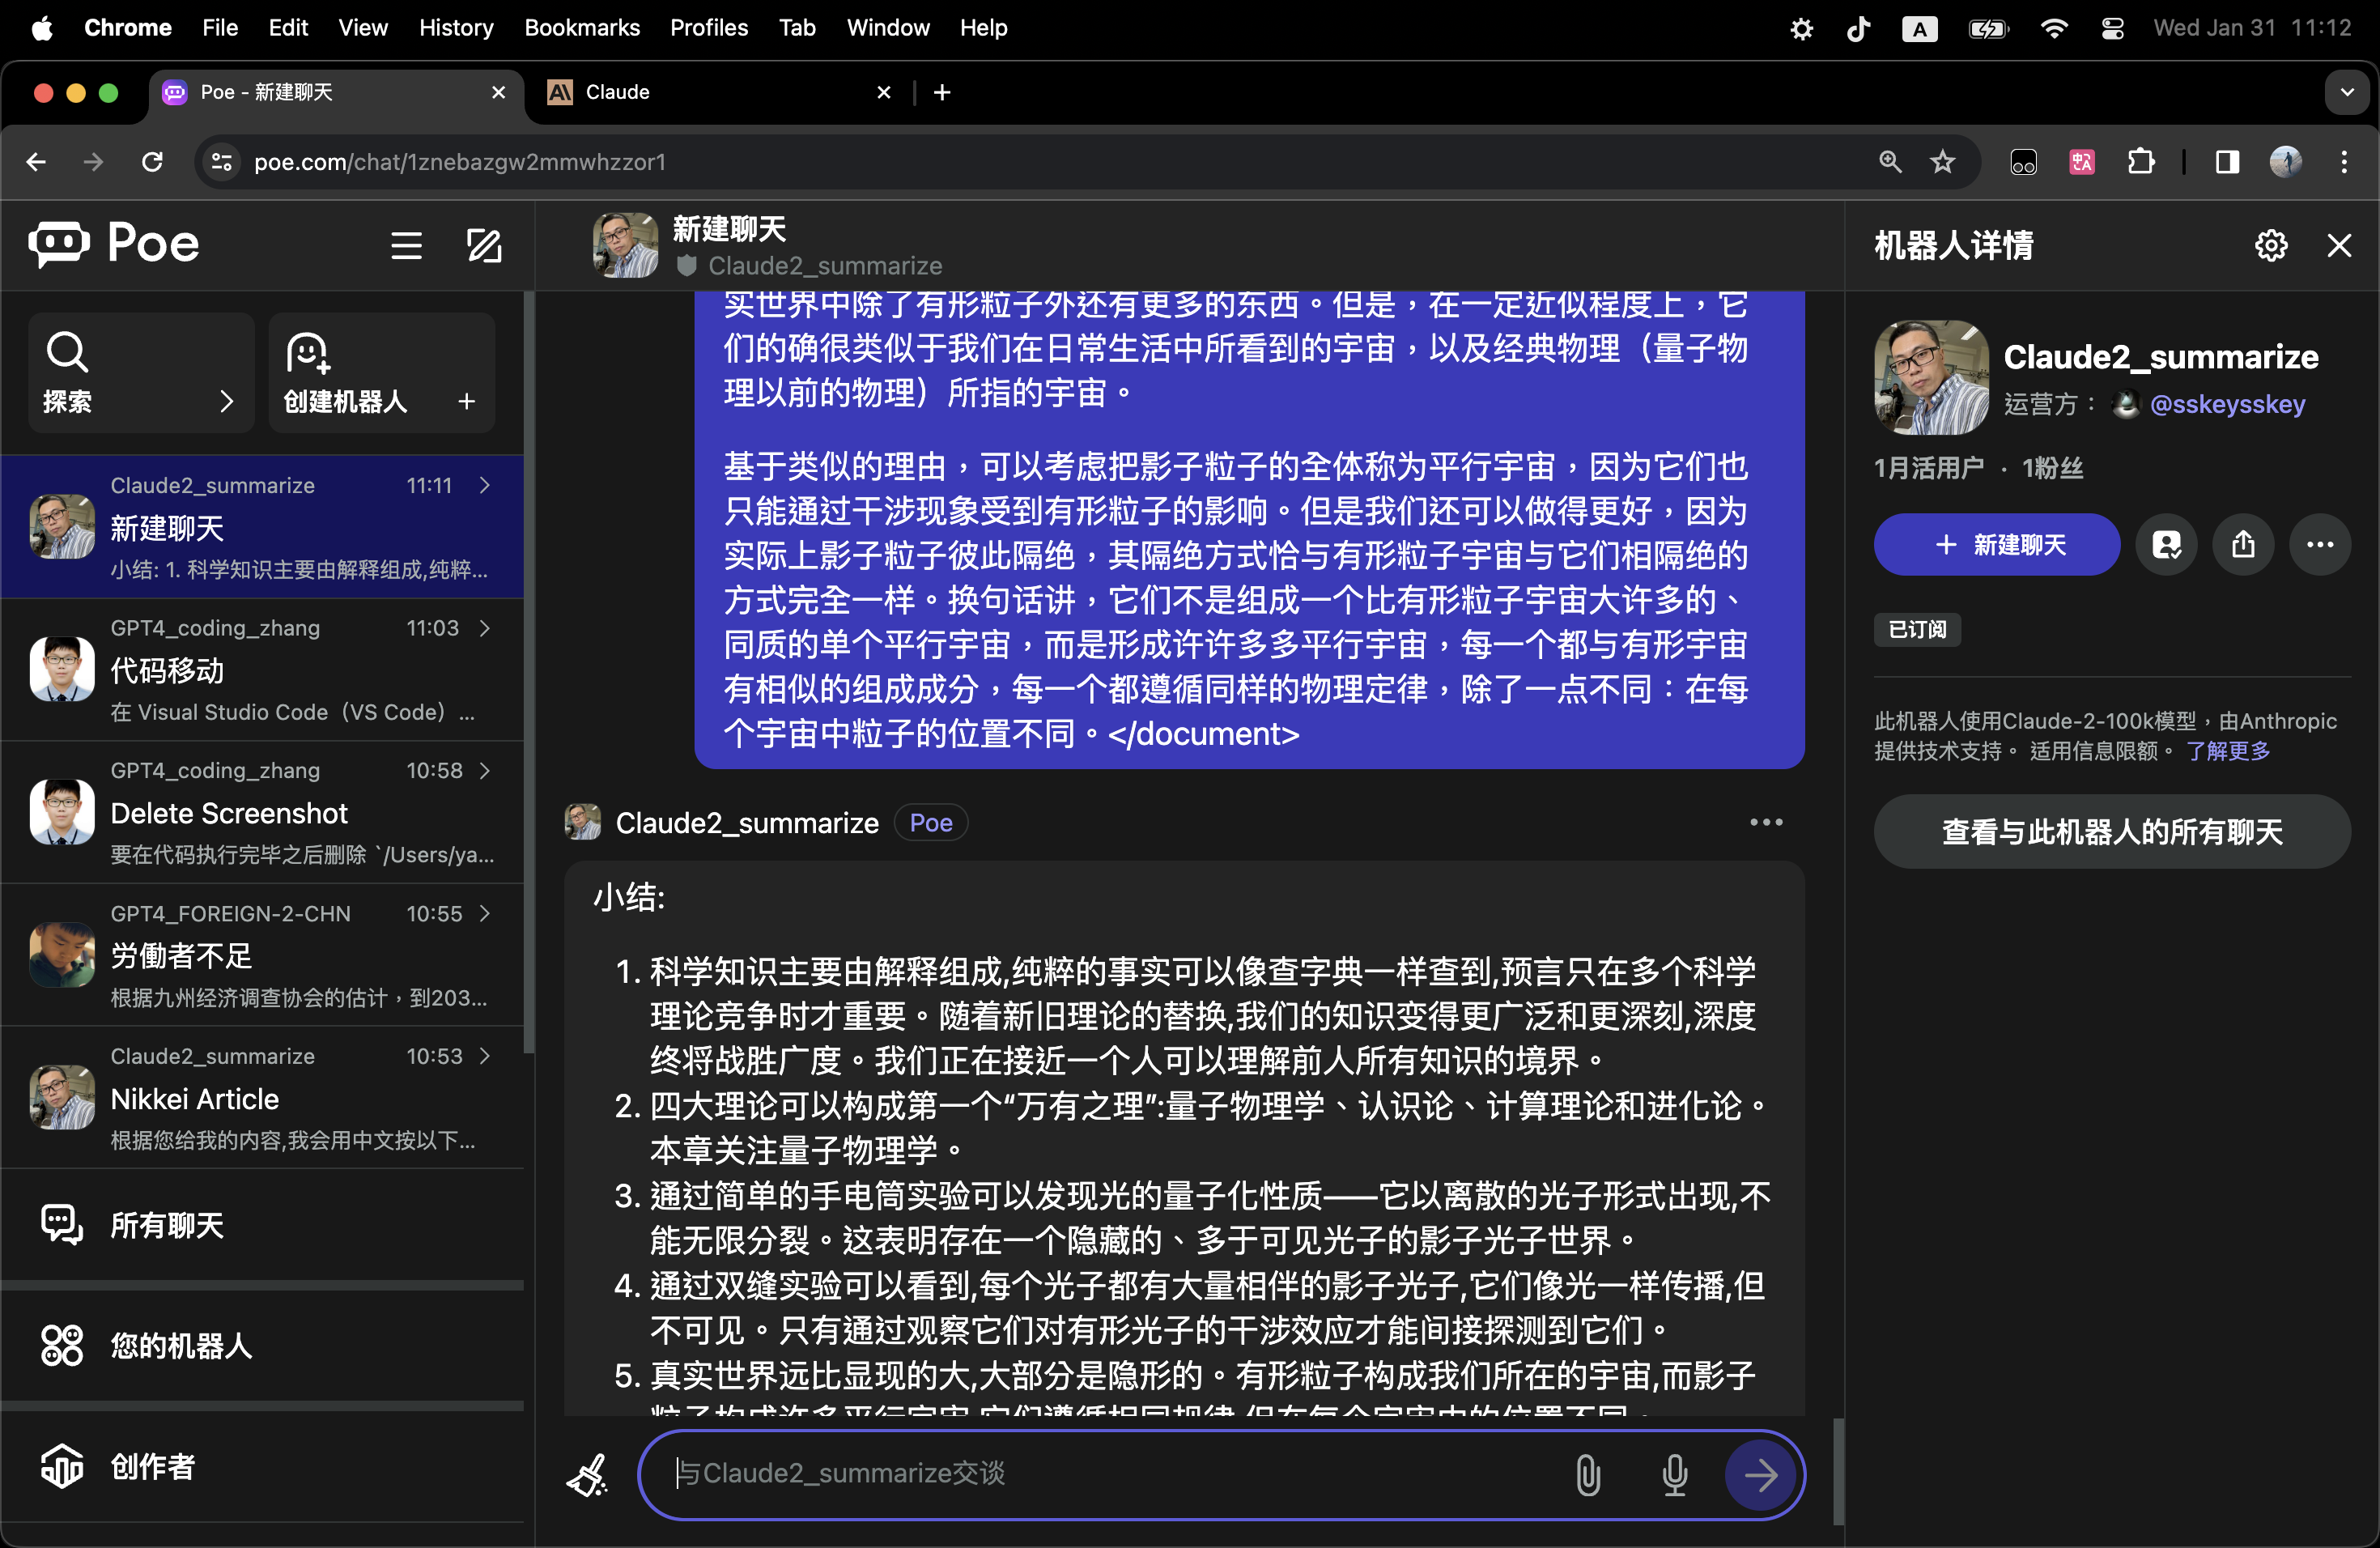 Chrome File Edit View History Bookmarks Profiles Tab Window Help
A
Wed Jan 31 11:12
Poe - 新建聊天
Claude
poe.com/chat/1znebazgw2mmwhzzor1
Poe
探索
创建机器人
Claude2_summarize 11:11
新建聊天
小结: 1. 科学知识主要由解释组成,纯粹...
GPT4_coding_zhang 11:03
代码移动
在 Visual Studio Code（VS Code）...
GPT4_coding_zhang 10:58
Delete Screenshot
要在代码执行完毕之后删除 `/Users/ya...
GPT4_FOREIGN-2-CHN 10:55
労働者不足
根据九州经济调查协会的估计，到203...
Claude2_summarize 10:53
Nikkei Article
根据您给我的内容,我会用中文按以下...
所有聊天
您的机器人
创作者
新建聊天
Claude2_summarize
实世界中除了有形粒子外还有更多的东西。但是，在一定近似程度上，它
们的确很类似于我们在日常生活中所看到的宇宙，以及经典物理（量子物
理以前的物理）所指的宇宙。
基于类似的理由，可以考虑把影子粒子的全体称为平行宇宙，因为它们也
只能通过干涉现象受到有形粒子的影响。但是我们还可以做得更好，因为
实际上影子粒子彼此隔绝，其隔绝方式恰与有形粒子宇宙与它们相隔绝的
方式完全一样。换句话讲，它们不是组成一个比有形粒子宇宙大许多的、
同质的单个平行宇宙，而是形成许许多多平行宇宙，每一个都与有形宇宙
有相似的组成成分，每一个都遵循同样的物理定律，除了一点不同：在每
个宇宙中粒子的位置不同。</document>
Claude2_summarize Poe
小结:
1. 科学知识主要由解释组成,纯粹的事实可以像查字典一样查到,预言只在多个科学
理论竞争时才重要。随着新旧理论的替换,我们的知识变得更广泛和更深刻,深度
终将战胜广度。我们正在接近一个人可以理解前人所有知识的境界。
2. 四大理论可以构成第一个“万有之理”:量子物理学、认识论、计算理论和进化论。
本章关注量子物理学。
3. 通过简单的手电筒实验可以发现光的量子化性质——它以离散的光子形式出现,不
能无限分裂。这表明存在一个隐藏的、多于可见光子的影子光子世界。
4. 通过双缝实验可以看到,每个光子都有大量相伴的影子光子,它们像光一样传播,但
不可见。只有通过观察它们对有形光子的干涉效应才能间接探测到它们。
5. 真实世界远比显现的大,大部分是隐形的。有形粒子构成我们所在的宇宙,而影子
粒子构成许多平行宇宙,它们遵循相同规律,但在每个宇宙中的位置不同。
与Claude2_summarize交谈
机器人详情
Claude2_summarize
运营方： @sskeysskey
1月活用户 · 1粉丝
新建聊天
已订阅
此机器人使用Claude-2-100k模型，由Anthropic
提供技术支持。 适用信息限额。 了解更多
查看与此机器人的所有聊天